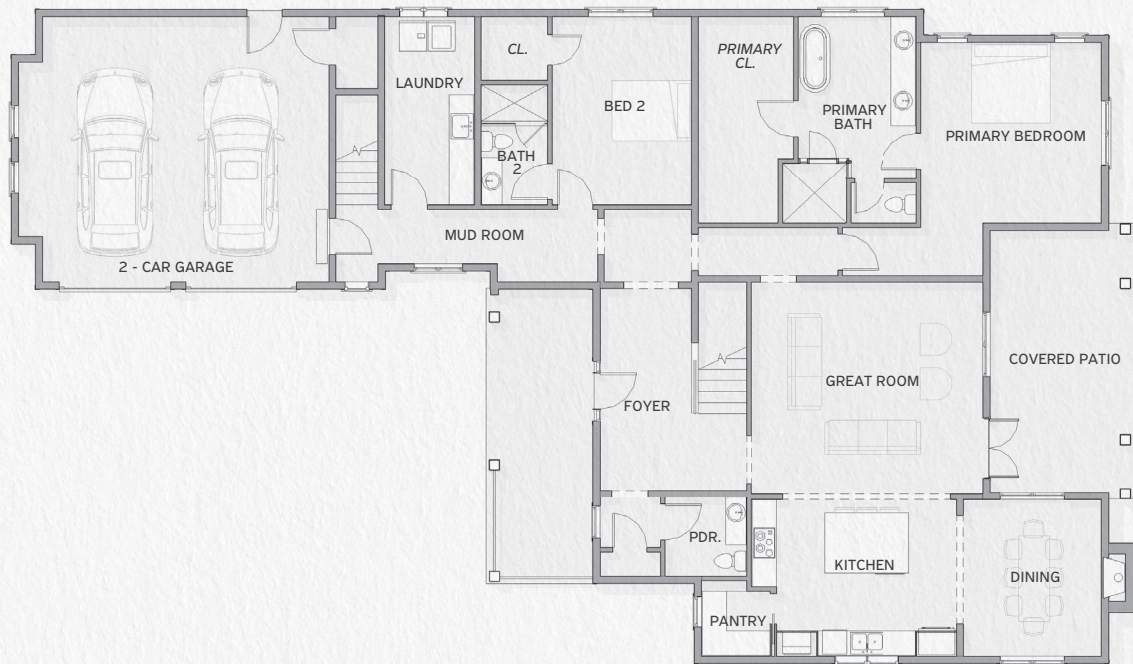 CL.
PRIMARY
CL.
LAUNDRY
BED 2
PRIMARY
BATH
PRIMARY BEDROOM
BATH
2
MUD ROOM
2 - CAR GARAGE
COVERED PATIO
GREAT ROOM
FOYER
PDR.
KITCHEN
DINING
PANTRY